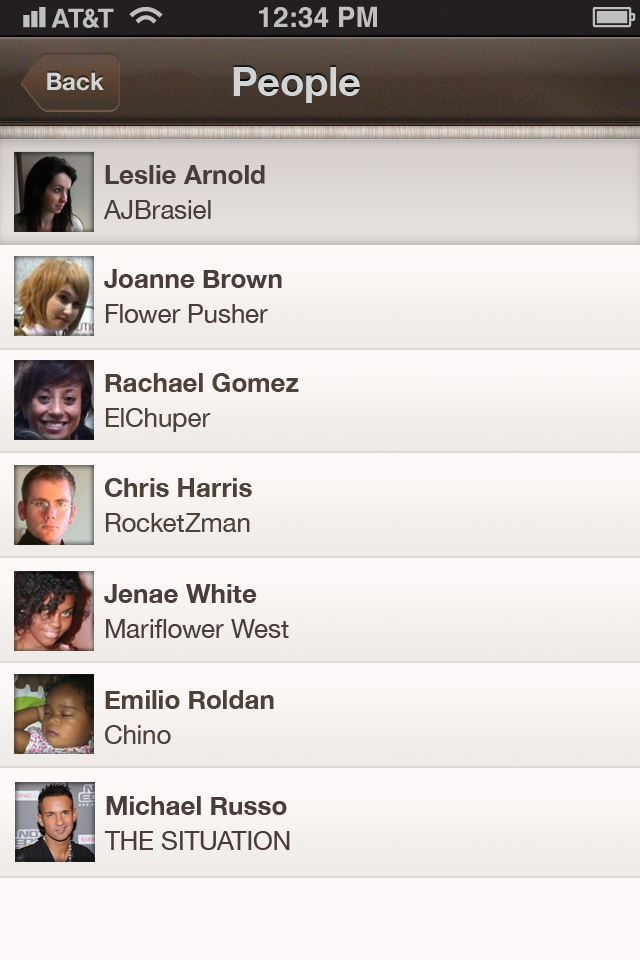 AT&T 12:34 PM
Back
People
Leslie Arnold
AJBrasiel
Joanne Brown
Flower Pusher
Rachael Gomez
ElChuper
Chris Harris
RocketZman
Jenae White
Mariflower West
Emilio Roldan
Chino
Michael Russo
THE SITUATION